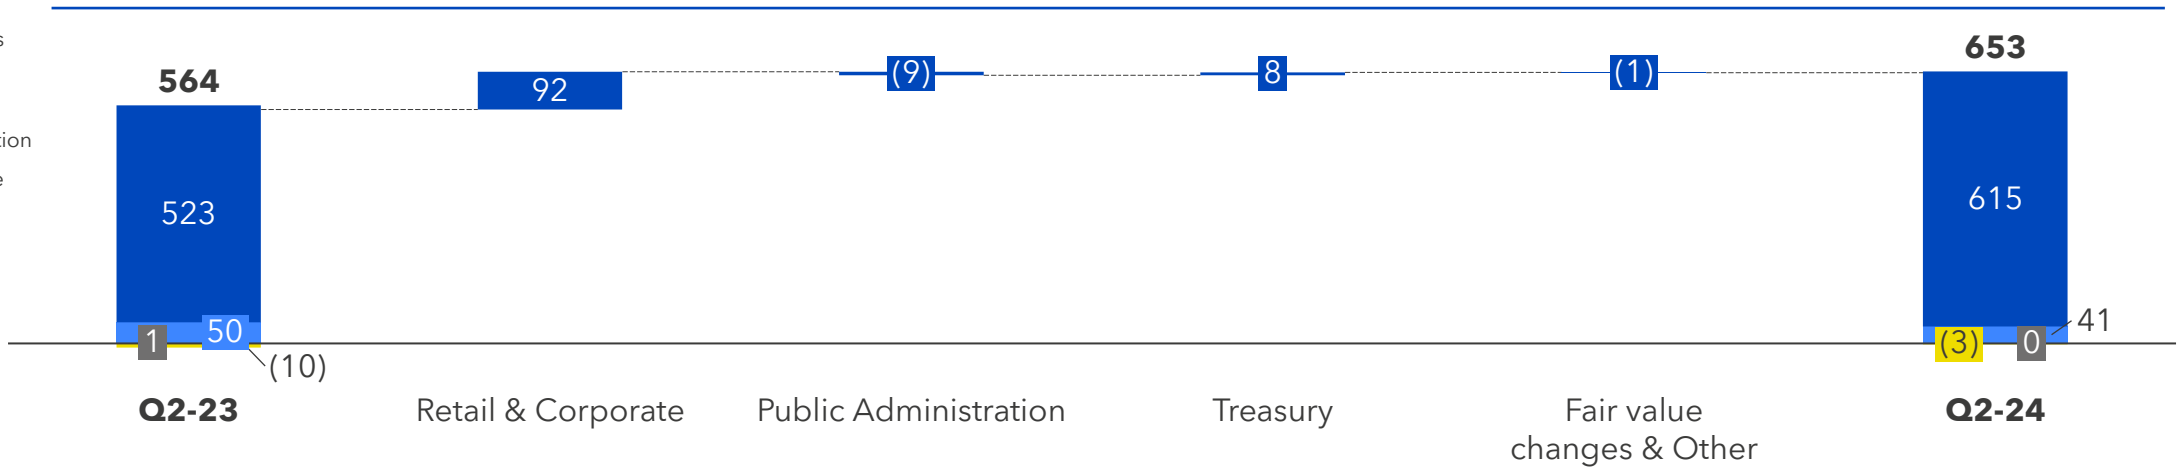 564
92
(9)
8
(1)
653
523
615
1
50
(10)
(3)
0
41
Q2-23
Retail & Corporate
Public Administration
Treasury
Fair value
changes & Other
Q2-24